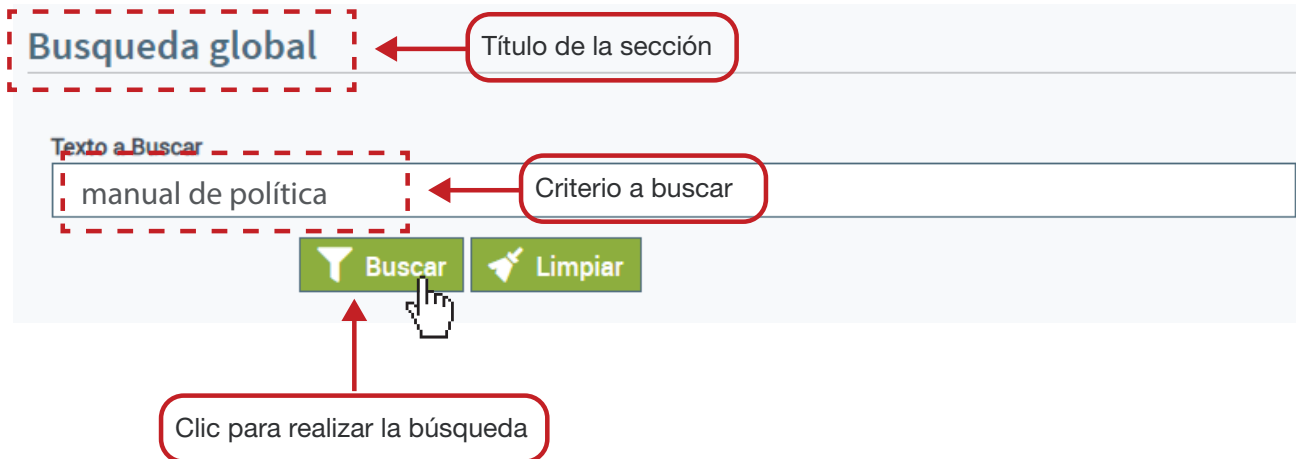 Busqueda global
Título de la sección
Texto a Buscar
manual de política
Criterio a buscar
Buscar
Limpiar
Clic para realizar la búsqueda